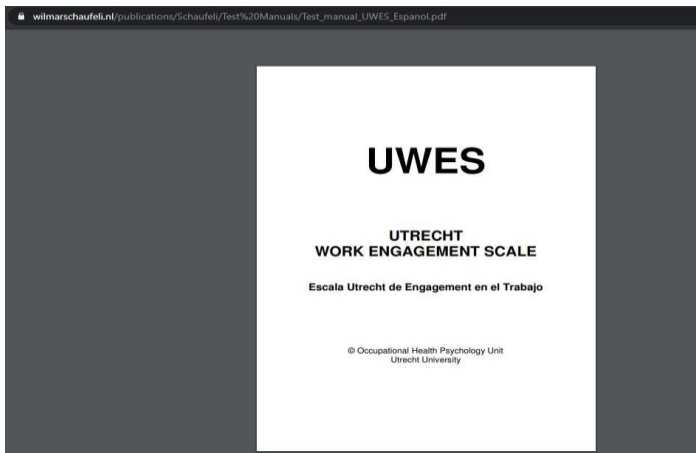 wilmarschaufeli.nl/publications/Schaufeli/Test%20Manuals/Test_manual_UWES_Espanol.pdf
UWES
UTRECHT
WORK ENGAGEMENT SCALE
Escala Utrecht de Engagement en el Trabajo
© Occupational Health Psychology Unit
Utrecht University